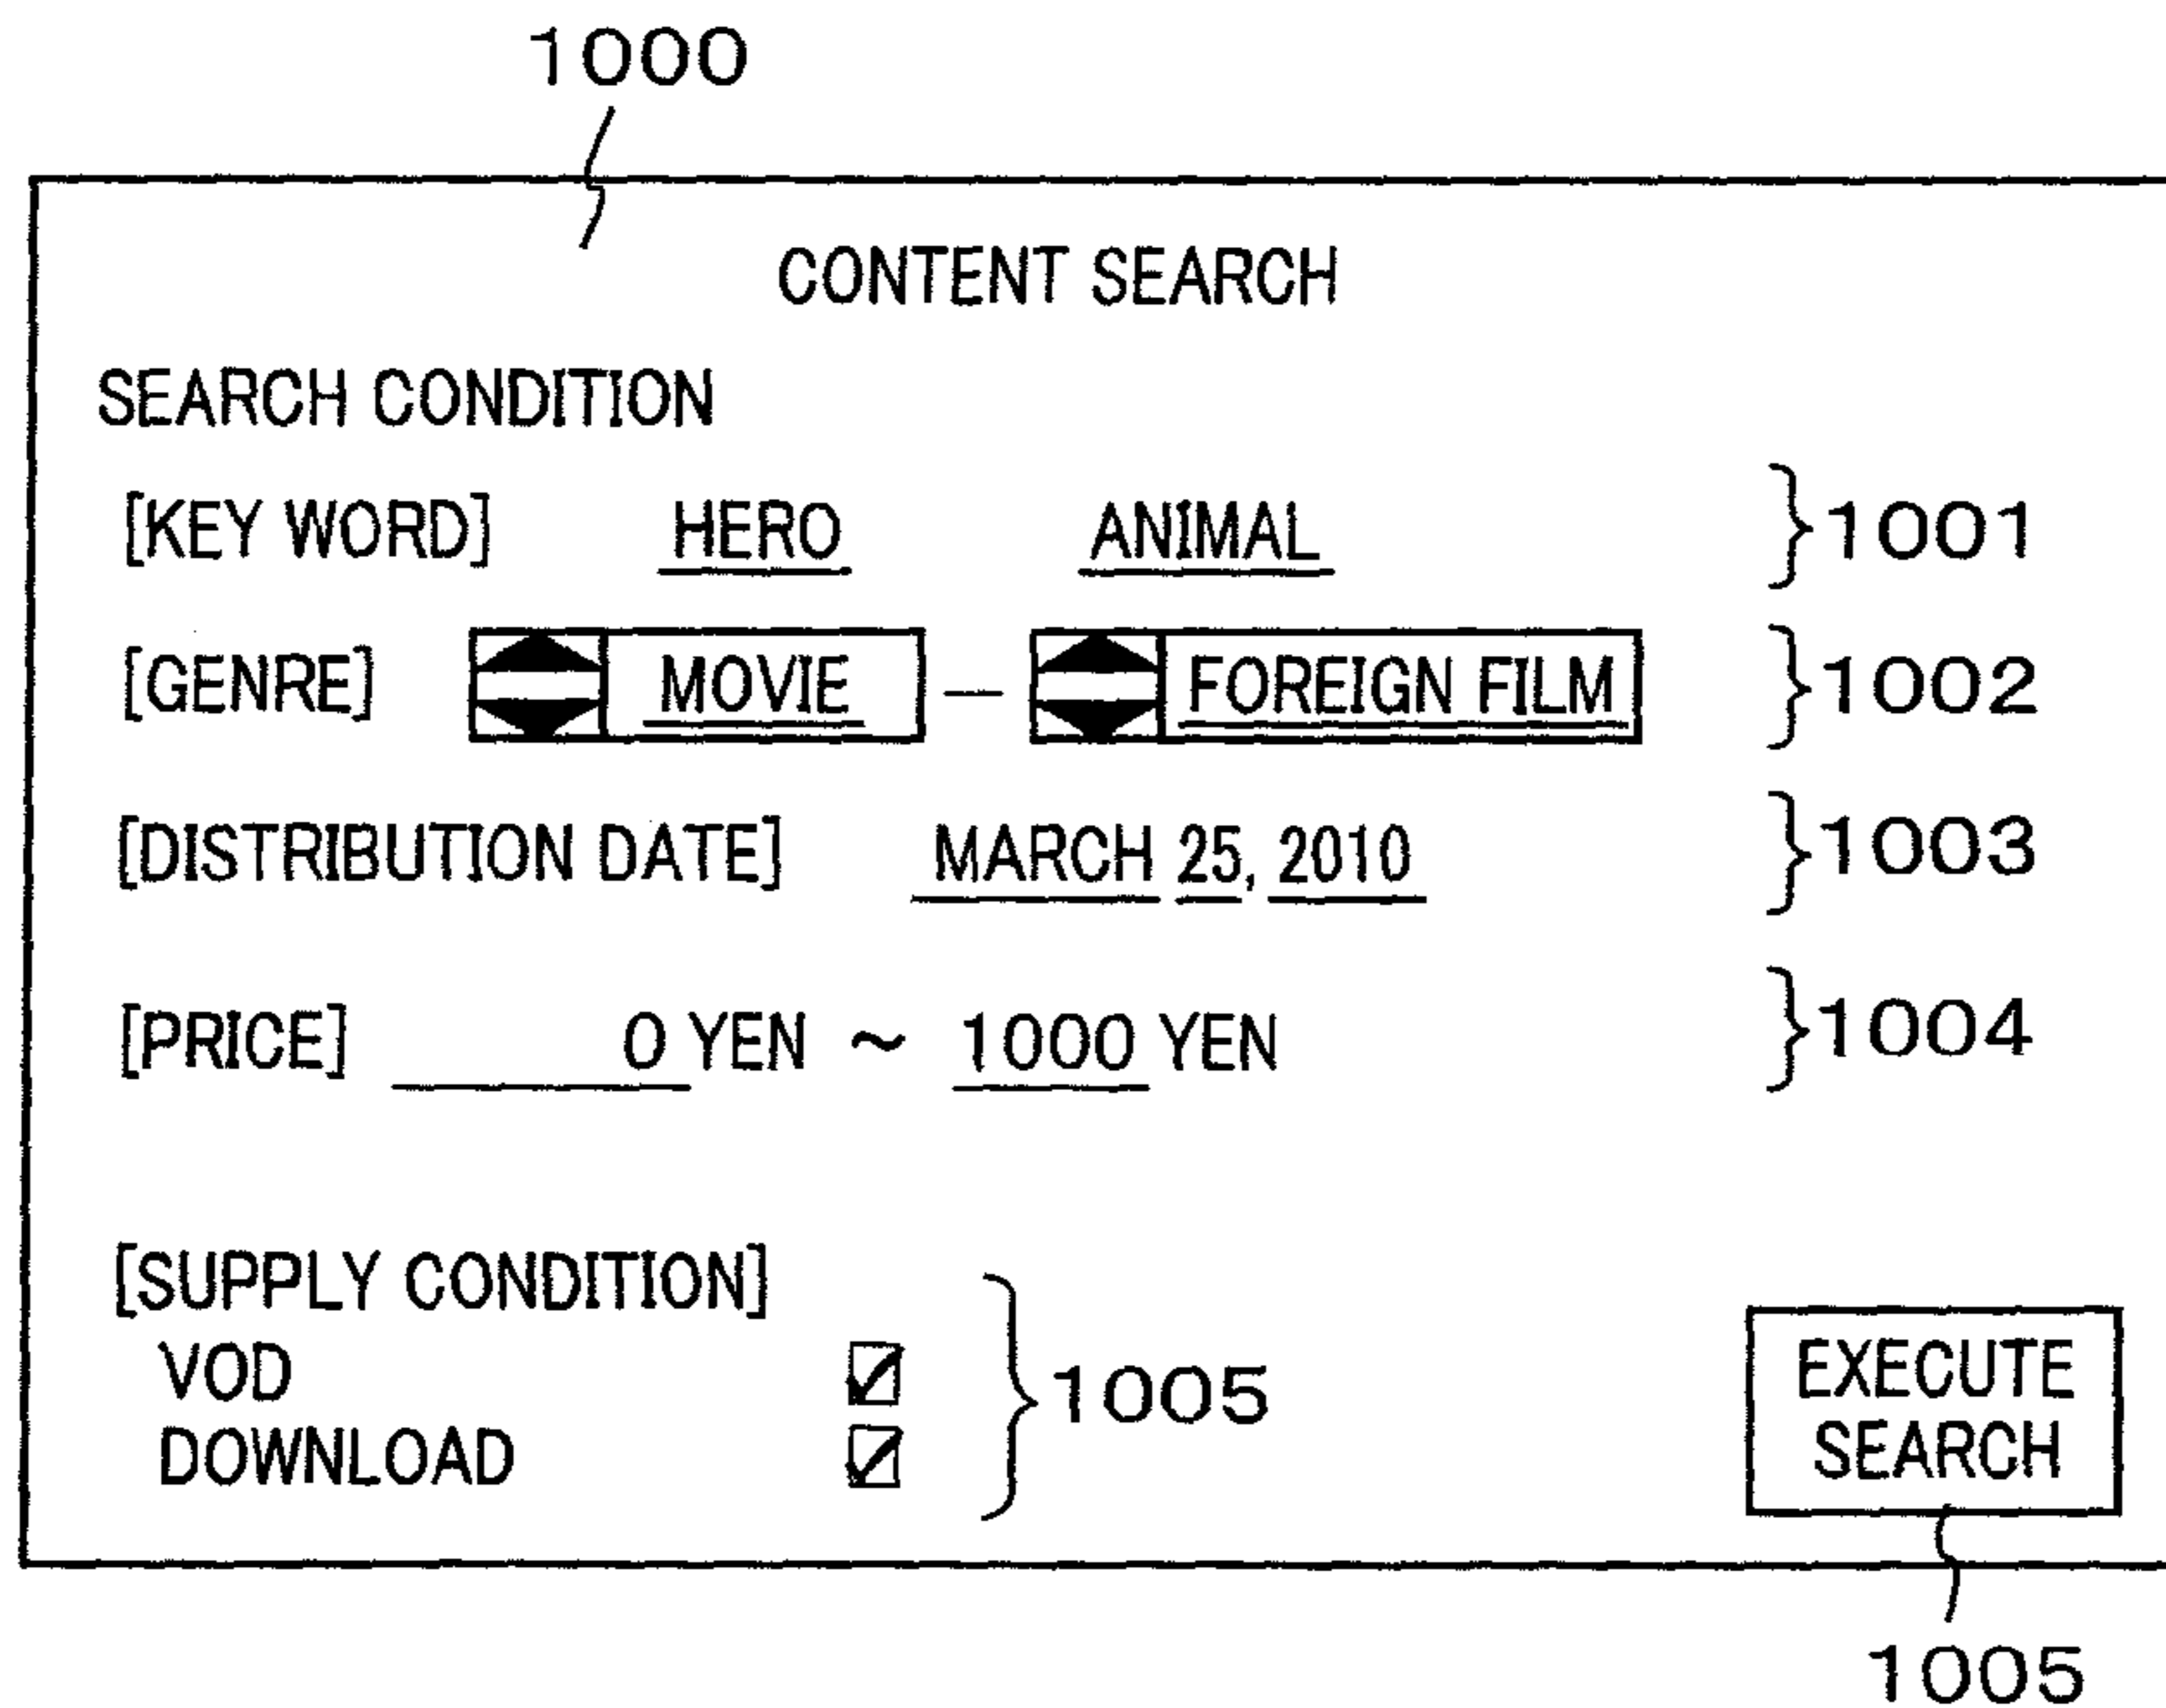 1000
CONTENT SEARCH
SEARCH CONDITION
[KEY WORD] HERO ANIMAL 1001
[GENRE] MOVIE — FOREIGN FILM 1002
[DISTRIBUTION DATE] MARCH 25, 2010 1003
[PRICE] 0 YEN ~ 1000 YEN 1004
[SUPPLY CONDITION]
VOD
DOWNLOAD
1005
EXECUTE
SEARCH
1005